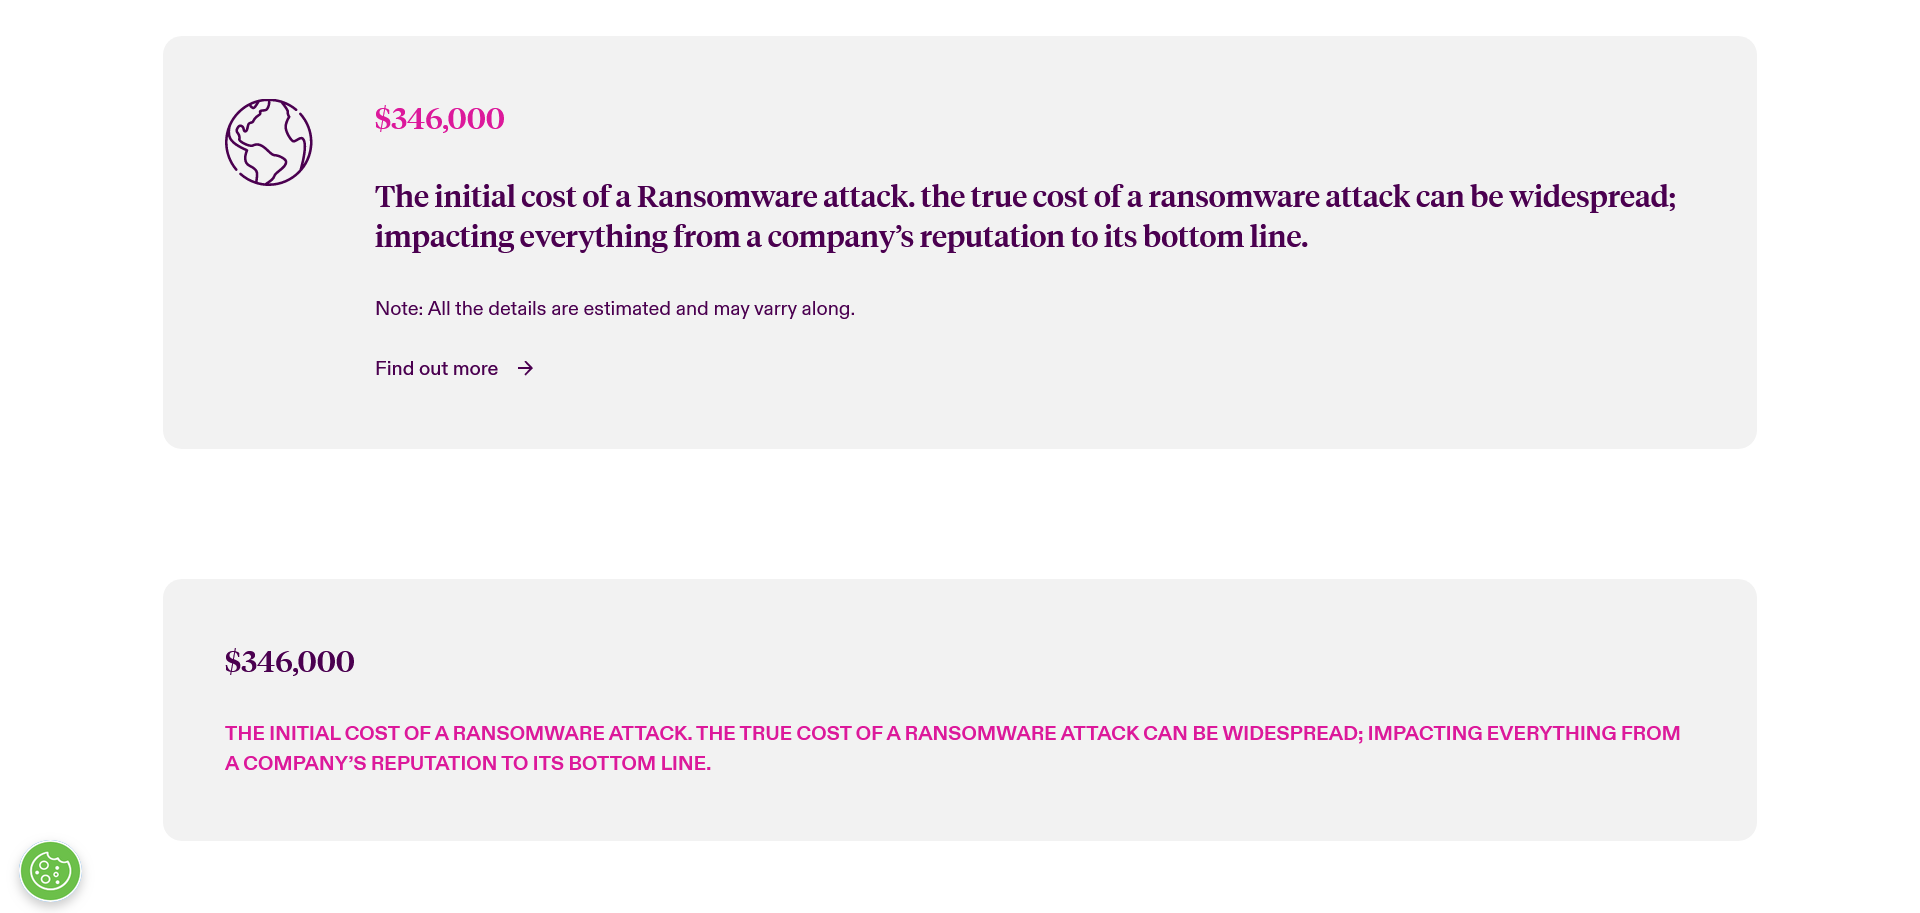 $346,000
The initial cost of a Ransomware attack. the true cost of a ransomware attack can be widespread;
impacting everything from a company’s reputation to its bottom line.
Note: All the details are estimated and may varry along.
Find out more
$346,000
THE INITIAL COST OF A RANSOMWARE ATTACK. THE TRUE COST OF A RANSOMWARE ATTACK CAN BE WIDESPREAD; IMPACTING EVERYTHING FROM
A COMPANY’S REPUTATION TO ITS BOTTOM LINE.